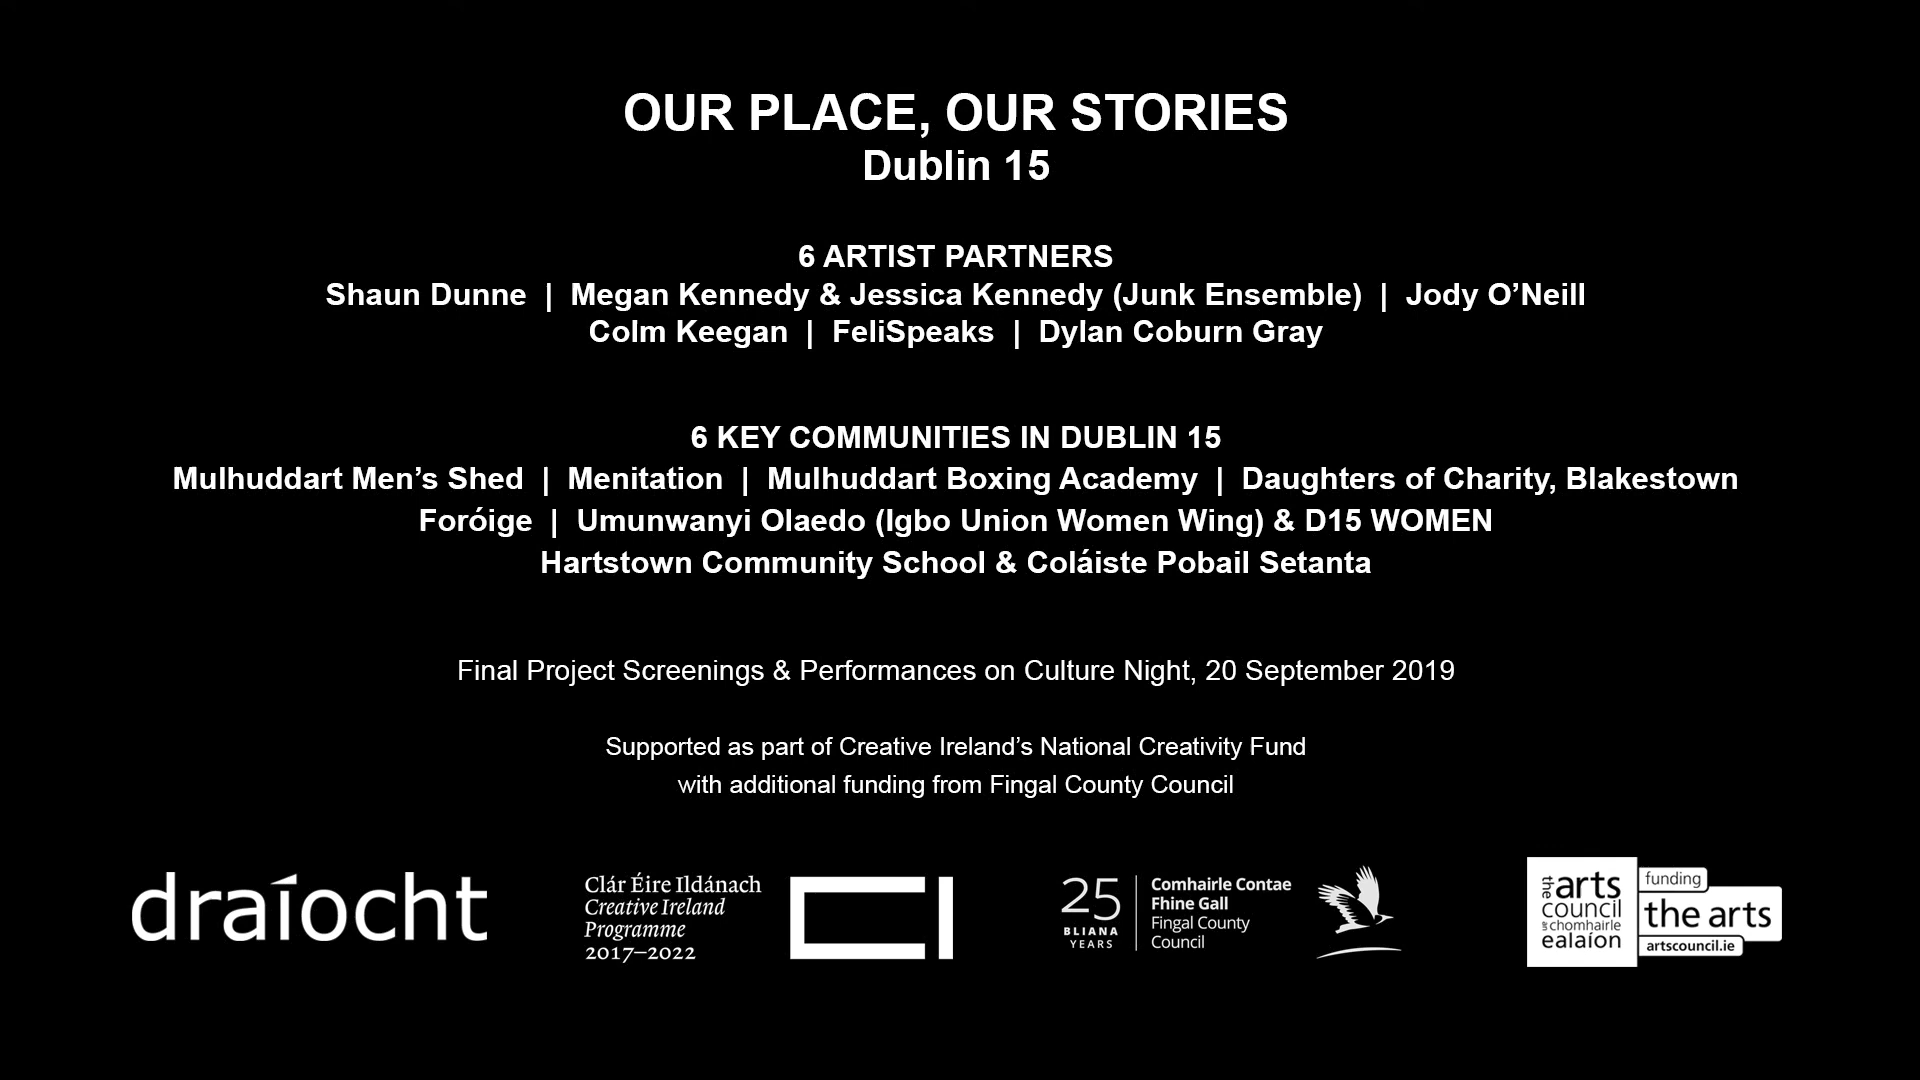 OUR PLACE, OUR STORIES
Dublin 15
6 ARTIST PARTNERS
Shaun Dunne | Megan Kennedy & Jessica Kennedy (Junk Ensemble) | Jody O’Neill
Colm Keegan | FeliSpeaks | Dylan Coburn Gray
6 KEY COMMUNITIES IN DUBLIN 15
Mulhuddart Men’s Shed | Menitation | Mulhuddart Boxing Academy | Daughters of Charity, Blakestown
Foróige | Umunwanyi Olaedo (Igbo Union Women Wing) & D15 WOMEN
Hartstown Community School & Coláiste Pobail Setanta
Final Project Screenings & Performances on Culture Night, 20 September 2019
Supported as part of Creative Ireland’s National Creativity Fund
with additional funding from Fingal County Council
draíocht
Clár Éire Ildánach
Creative Ireland
Programme
2017–2022
CI
25
BLIANA
YEARS
Comhairle Contae
Fhine Gall
Fingal County
Council
the arts
council
an chomhairle
ealaíon
funding
the arts
artscouncil.ie